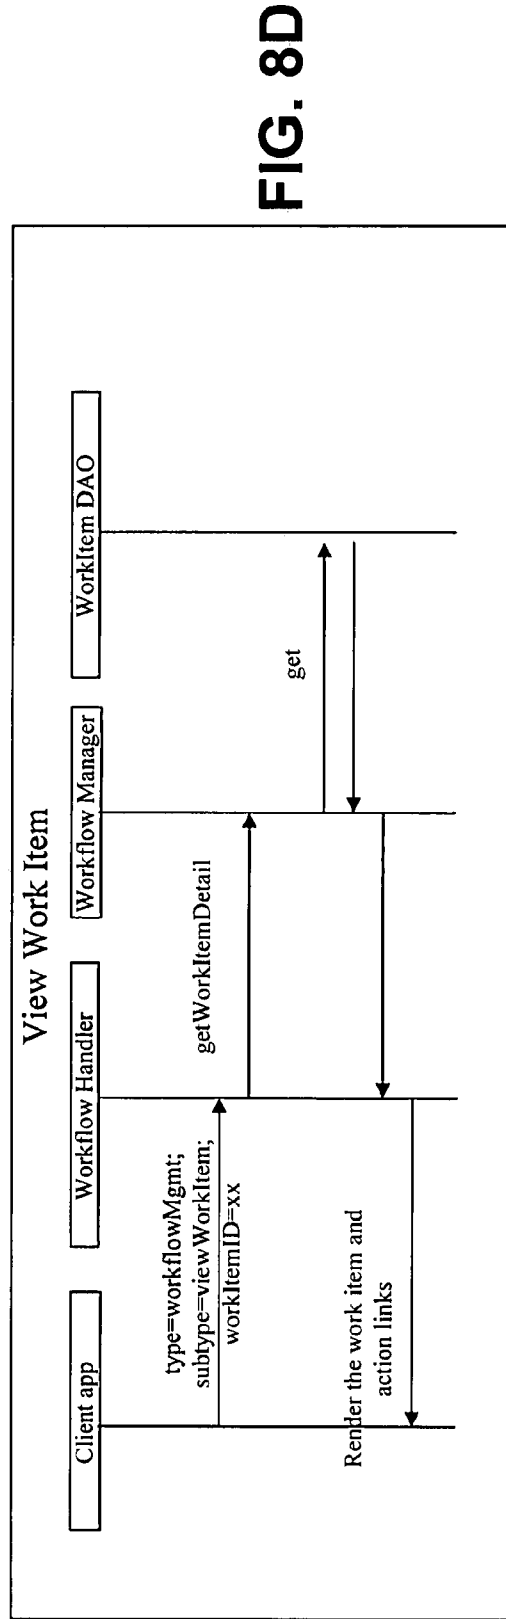 View Work Item
Client app
Workflow Handler
Workflow Manager
WorkItem DAO
type=workflowMgmt;
subtype=viewWorkItem;
workItemID=xx
getWorkItemDetail
get
Render the work item and
action links
FIG. 8D